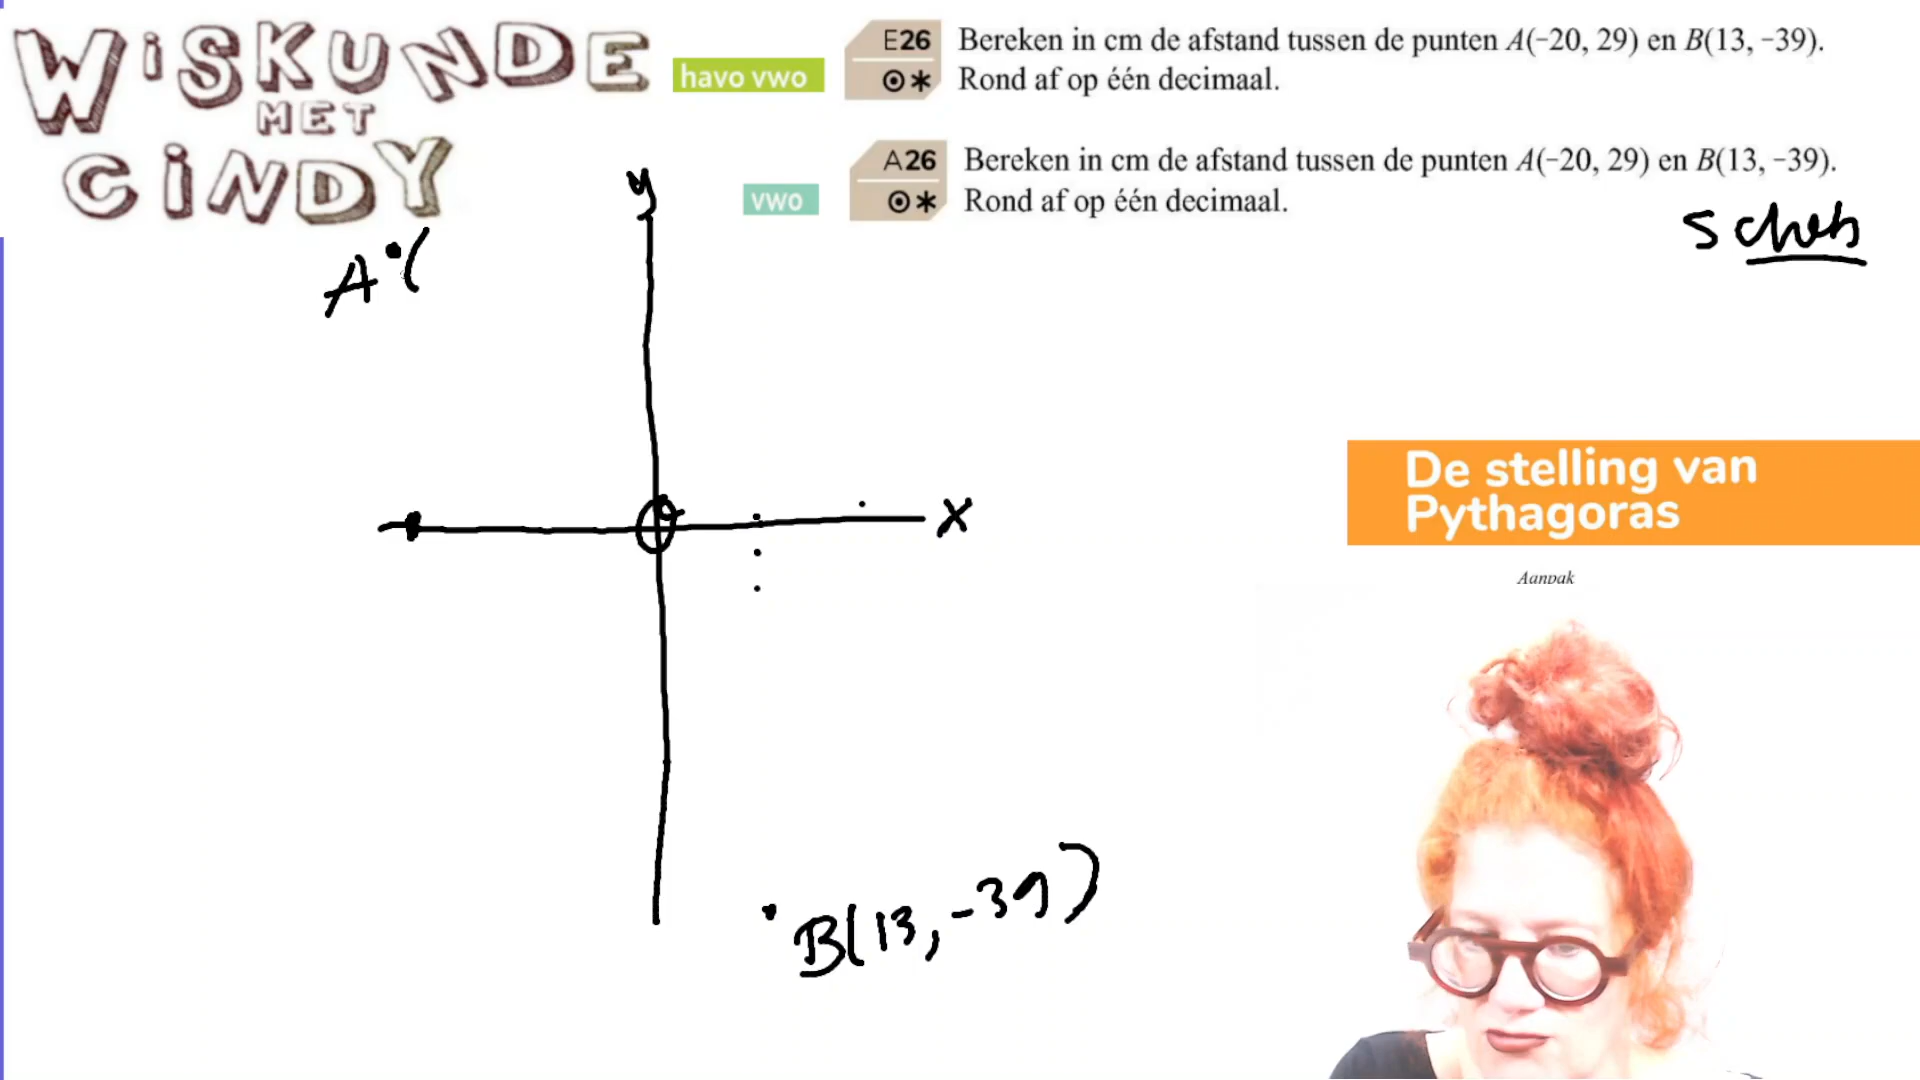 WiSKUNDE
MET
CiNDY
havo vwo
E26
Bereken in cm de afstand tussen de punten A(−20, 29) en B(13, −39).
Rond af op één decimaal.
vwo
A26
Bereken in cm de afstand tussen de punten A(−20, 29) en B(13, −39).
Rond af op één decimaal.
y
A(
x
De stelling van
Pythagoras
Aanpak
B(13, -39)